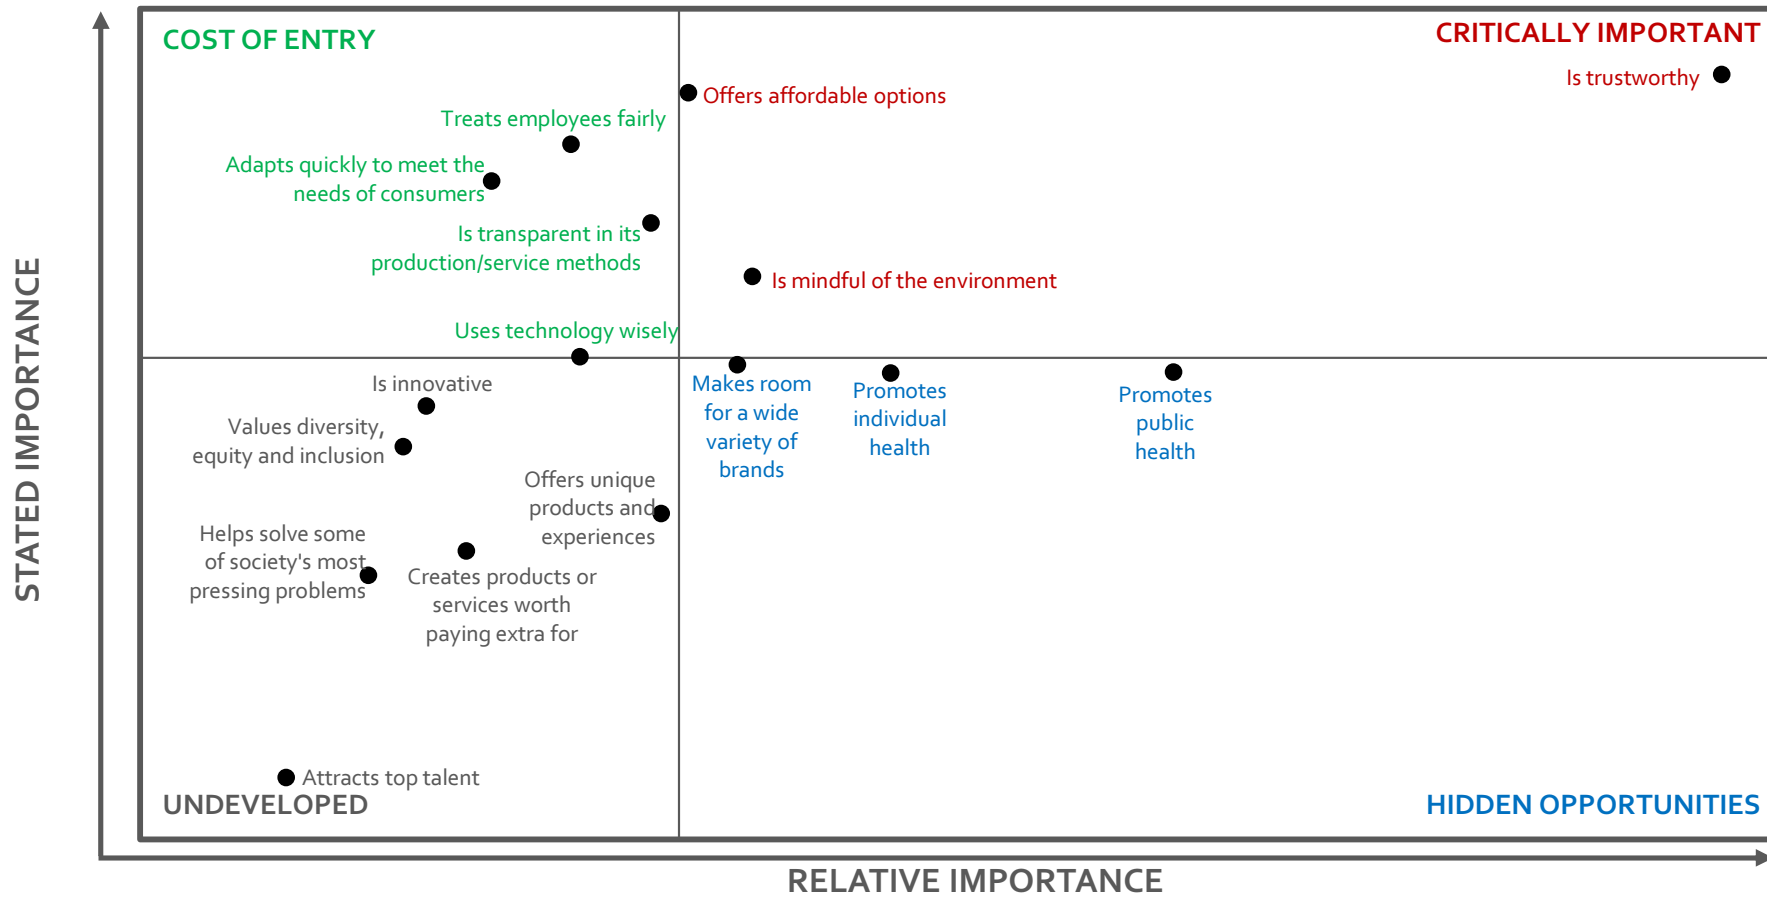 COST OF ENTRY
CRITICALLY IMPORTANT
Is trustworthy
Offers affordable options
Treats employees fairly
Adapts quickly to meet the
needs of consumers
Is transparent in its
production/service methods
Is mindful of the environment
Uses technology wisely
Is innovative
Values diversity,
equity and inclusion
Makes room
for a wide
variety of
brands
Promotes
individual
health
Promotes
public
health
Offers unique
products and
experiences
Helps solve some
of society's most
pressing problems
Creates products or
services worth
paying extra for
Attracts top talent
UNDEVELOPED
HIDDEN OPPORTUNITIES
STATED IMPORTANCE
RELATIVE IMPORTANCE